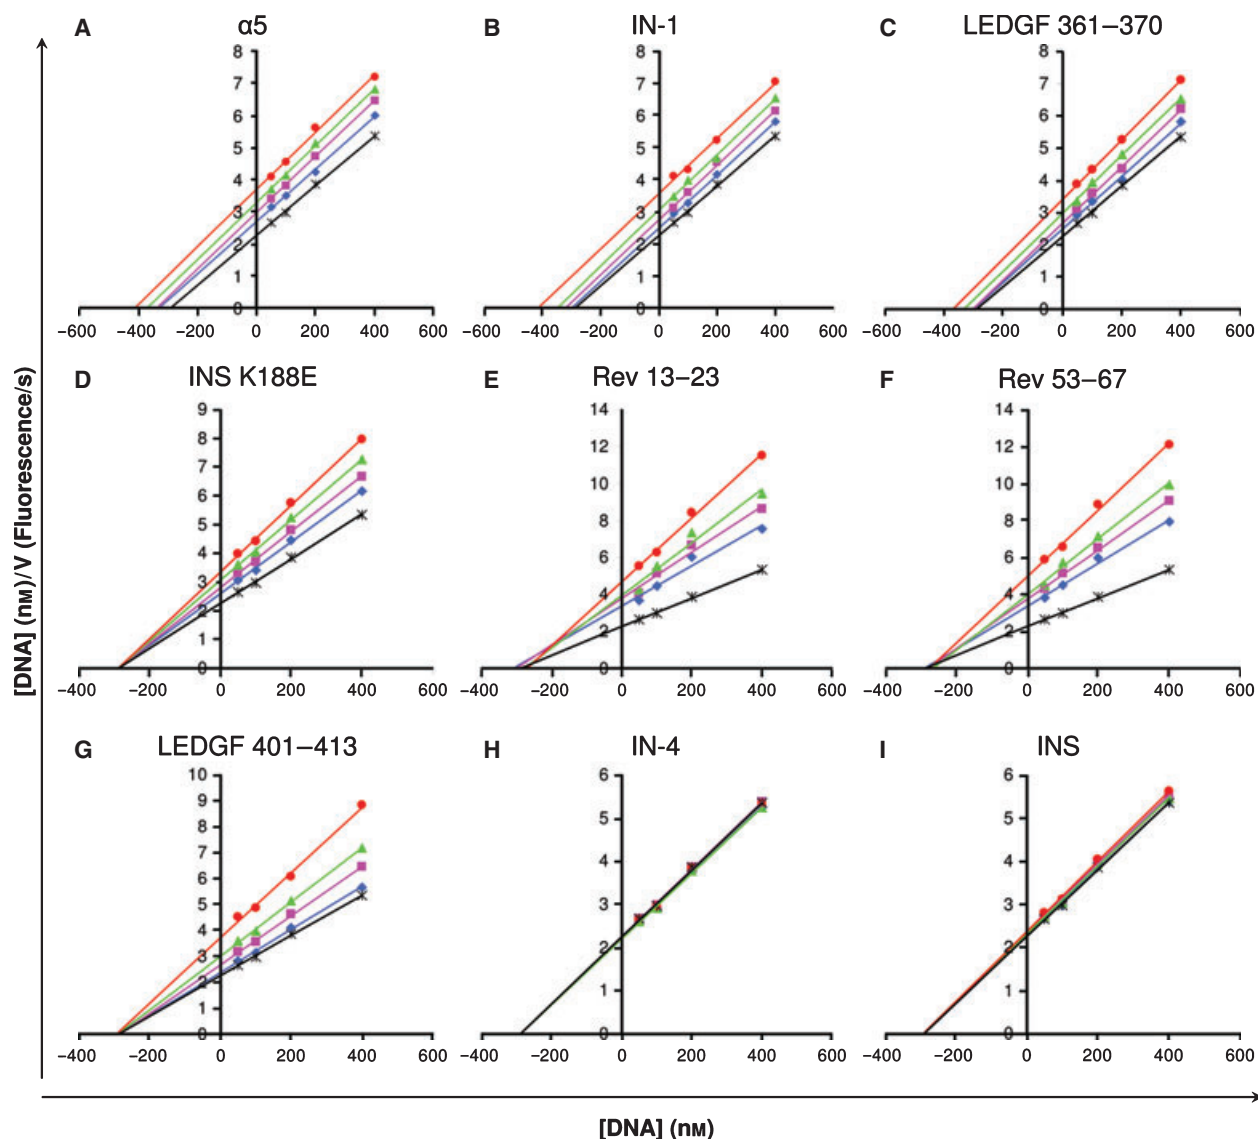 A α5 B IN-1 C LEDGF 361–370
8 8 8
7 7 7
6 6 6
5 5 5
4 4 4
3 3 3
2 2 2
1 1 1
0 0 0
−600 −400 −200 0 200 400 600 −600 −400 −200 0 200 400 600 −600 −400 −200 0 200 400 600
D INS K188E E Rev 13–23 F Rev 53–67
9 14 14
8 12 12
7 10 10
6 8 8
5 6 6
4 4 4
3 2 2
2 0 0
1
0
−400 −200 0 200 400 600 −400 −200 0 200 400 600 −400 −200 0 200 400 600
G LEDGF 401–413 H IN-4 I INS
10 6 6
9 5 5
8 4 4
7 3 3
6 2 2
5 1 1
4 0 0
3
2
1
0
−400 −200 0 200 400 600 −400 −200 0 200 400 600 −400 −200 0 200 400 600
[DNA] (nM)/V (Fluorescence/s)
[DNA] (nM)